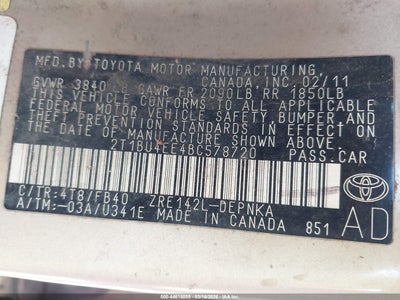 MFD.BY: TOYOTA MOTOR MANUFACTURING
CANADA, INC. 02/11
GVWR 3840 LB GAWR FR 2090LB RR 1850LB
THIS VEHICLE CONFORMS TO ALL APPLICABLE
FEDERAL MOTOR VEHICLE SAFETY, BUMPER AND
THEFT PREVENTION STANDARDS IN EFFECT ON
THE DATE OF MANUFACTURE SHOWN ABOVE.
2T1BU4EE4BC578720 PASS.CAR
C/TR:4T8/FB40 ZRE142L-DEPNKA
A/TM:-03A/U341E MADE IN CANADA 851
AD
TOYOTA